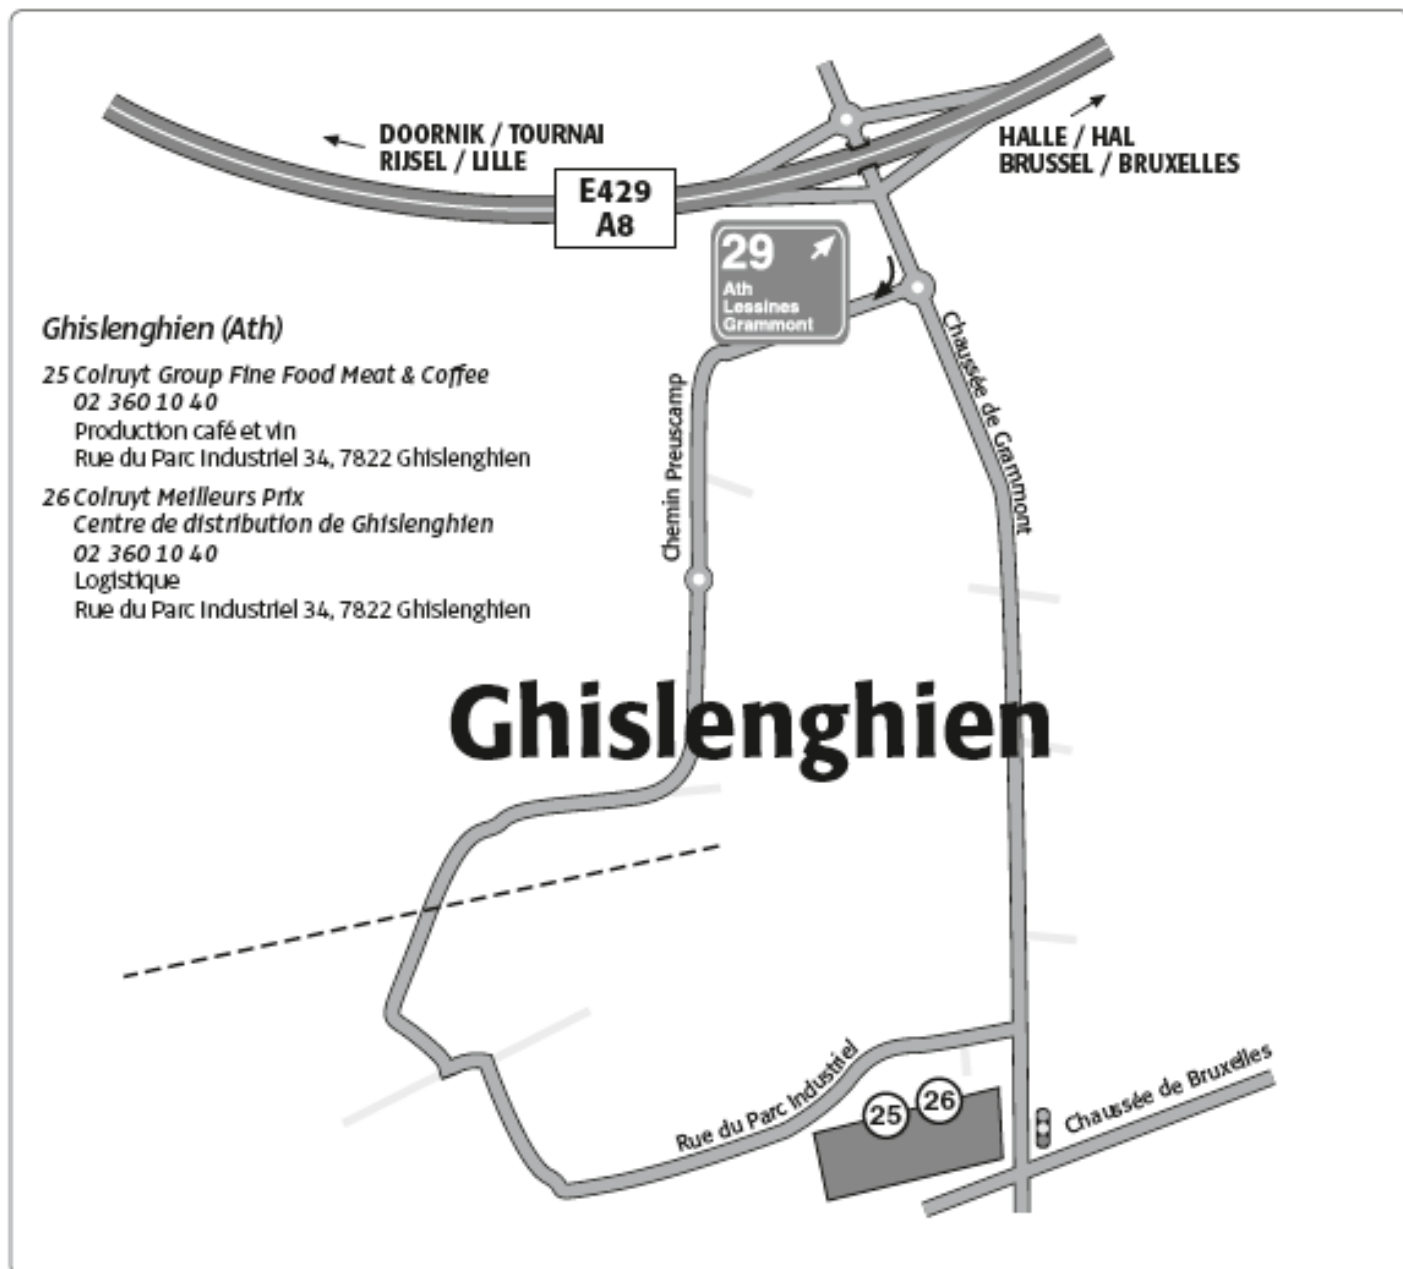 DOORNIK / TOURNAI
RIJSEL / LILLE
HALLE / HAL
BRUSSEL / BRUXELLES
E429
A8
29
Ath
Lessines
Grammont
Ghislenghien (Ath)
25 Colruyt Group Fine Food Meat & Coffee
02 360 10 40
Production café et vin
Rue du Parc Industriel 34, 7822 Ghislenghien
26 Colruyt Meilleurs Prix
Centre de distribution de Ghislenghien
02 360 10 40
Logistique
Rue du Parc Industriel 34, 7822 Ghislenghien
Chemin Preuscamp
Chaussée de Grammont
Ghislenghien
Rue du Parc Industriel
25
26
Chaussée de Bruxelles